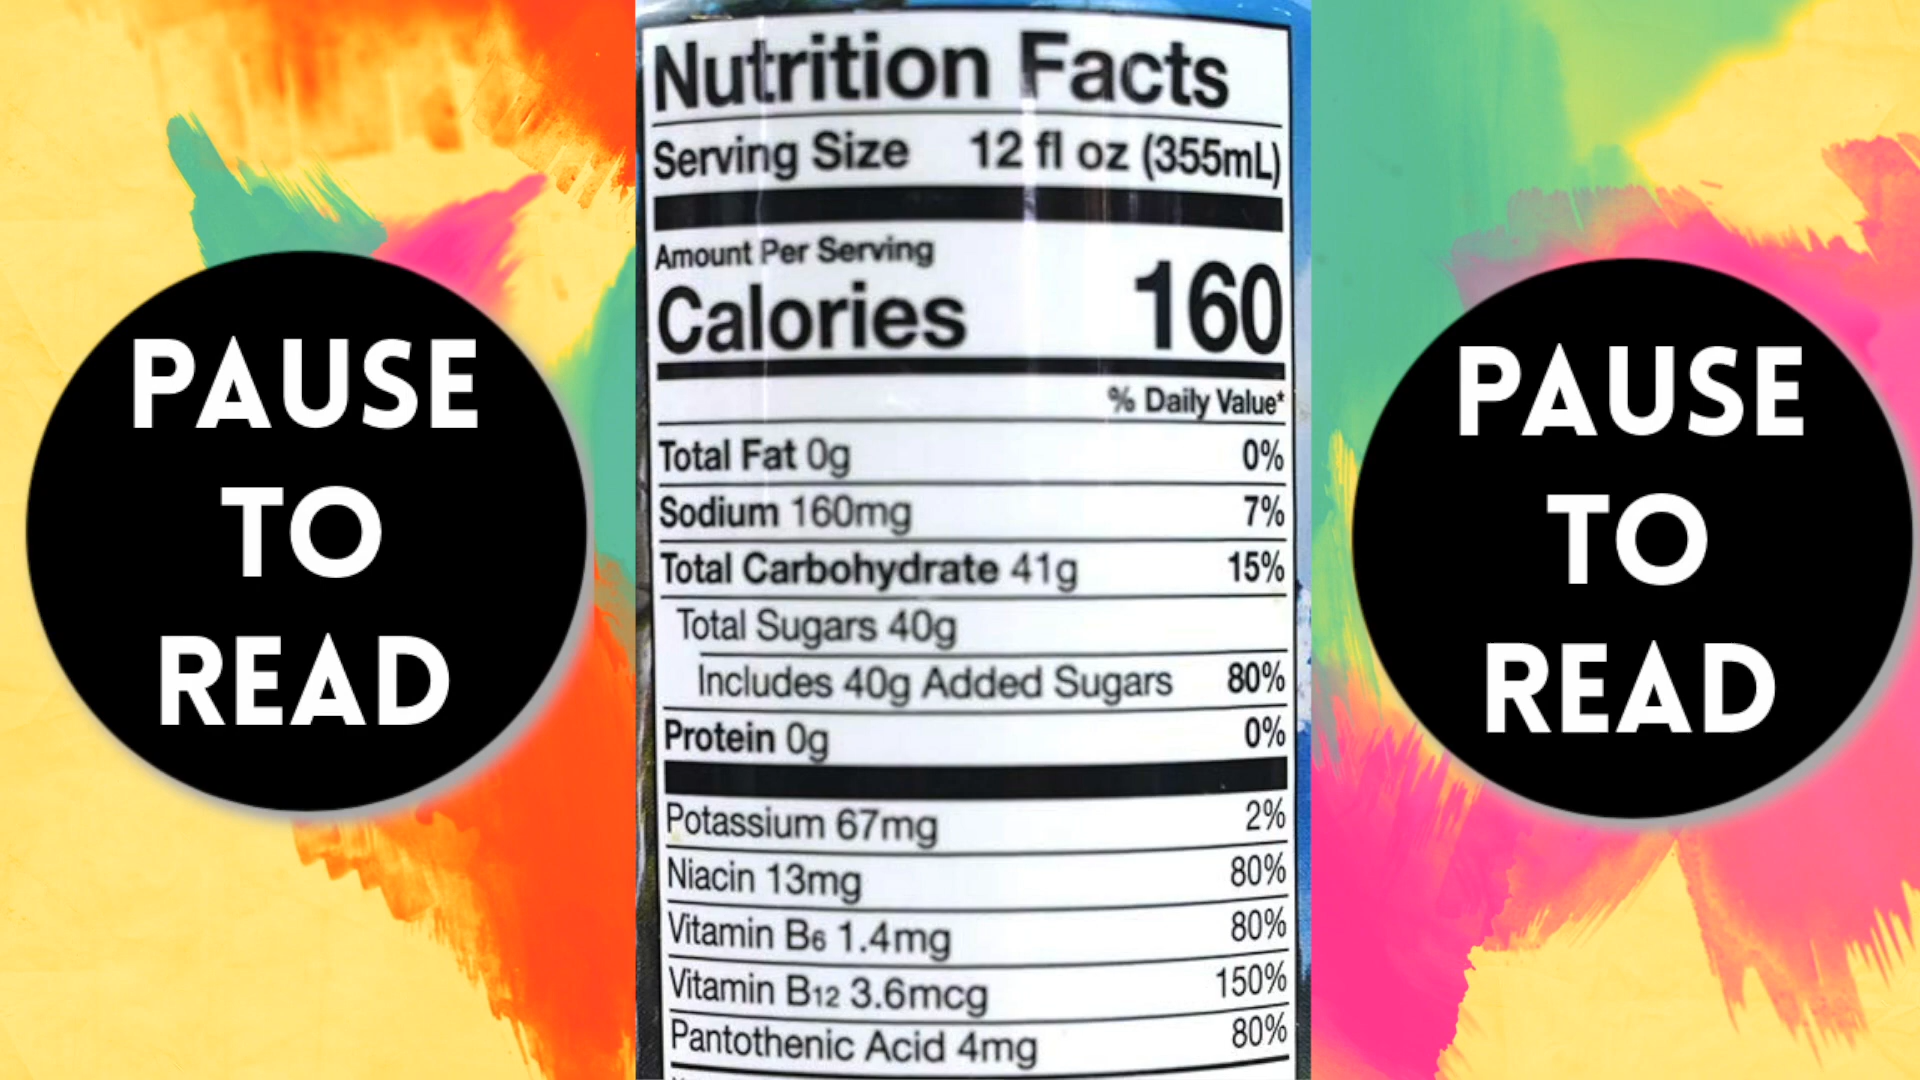 PAUSE
TO
READ
Nutrition Facts
Serving Size 12 fl oz (355mL)
Amount Per Serving
Calories 160
% Daily Value*
Total Fat 0g 0%
Sodium 160mg 7%
Total Carbohydrate 41g 15%
Total Sugars 40g
Includes 40g Added Sugars 80%
Protein 0g 0%
Potassium 67mg 2%
Niacin 13mg 80%
Vitamin B6 1.4mg 80%
Vitamin B12 3.6mcg 150%
Pantothenic Acid 4mg 80%
PAUSE
TO
READ